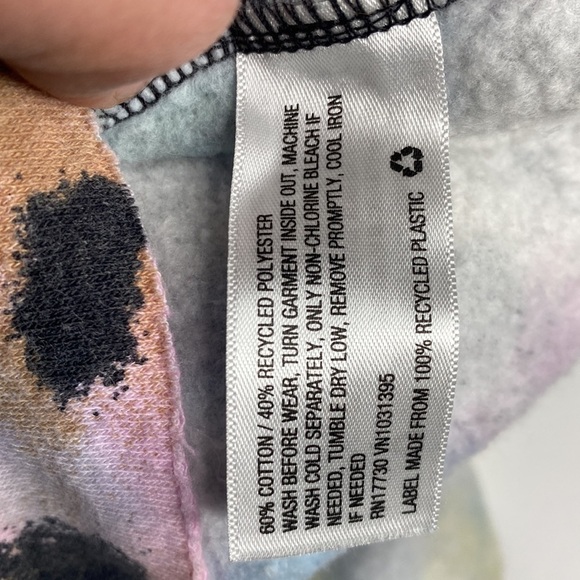 60% COTTON / 40% RECYCLED POLYESTER
WASH BEFORE WEAR, TURN GARMENT INSIDE OUT, MACHINE
WASH COLD SEPARATELY, ONLY NON-CHLORINE BLEACH IF
NEEDED, TUMBLE DRY LOW, REMOVE PROMPTLY, COOL IRON
IF NEEDED
RN17730 VN1031395
LABEL MADE FROM 100% RECYCLED PLASTIC